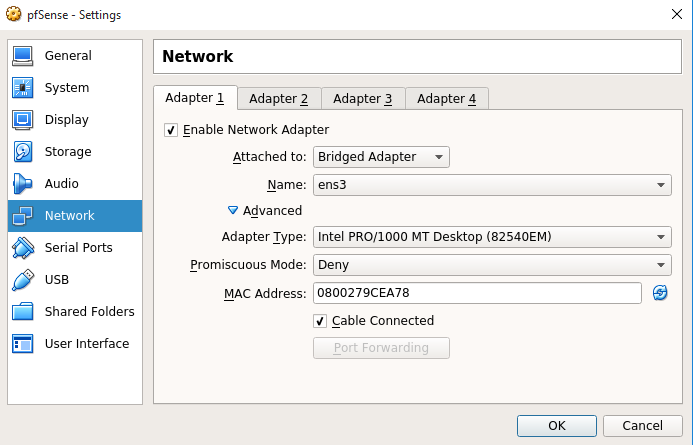 pfSense - Settings
General
System
Display
Storage
Audio
Network
Serial Ports
USB
Shared Folders
User Interface
Network
Adapter 1 Adapter 2 Adapter 3 Adapter 4
Enable Network Adapter
Attached to: Bridged Adapter
Name: ens3
Advanced
Adapter Type: Intel PRO/1000 MT Desktop (82540EM)
Promiscuous Mode: Deny
MAC Address: 0800279CEA78
Cable Connected
Port Forwarding
OK Cancel